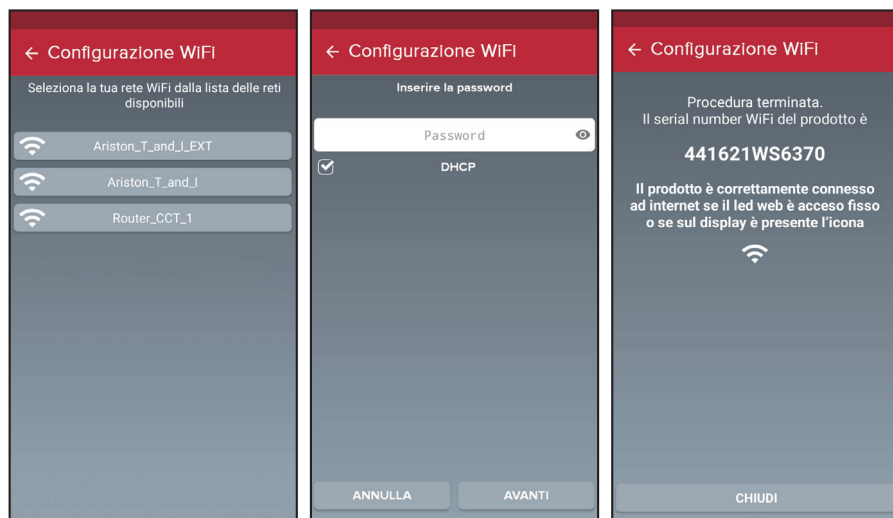 ← Configurazione WiFi
Seleziona la tua rete WiFi dalla lista delle reti
disponibili
Ariston_T_and_I_EXT
Ariston_T_and_I
Router_CCT_1
← Configurazione WiFi
Inserire la password
Password
DHCP
ANNULLA
AVANTI
← Configurazione WiFi
Procedura terminata.
Il serial number WiFi del prodotto è
441621WS6370
Il prodotto è correttamente connesso
ad internet se il led web è acceso fisso
o se sul display è presente l'icona
CHIUDI